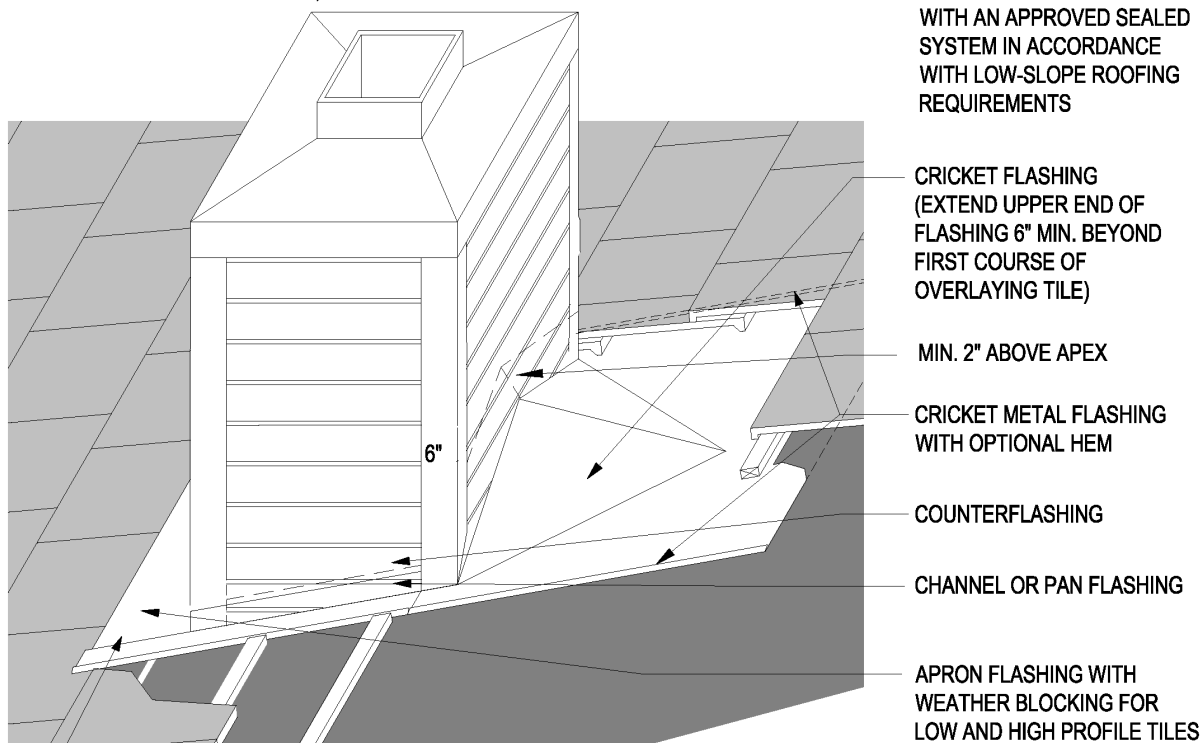 WITH AN APPROVED SEALED
SYSTEM IN ACCORDANCE
WITH LOW-SLOPE ROOFING
REQUIREMENTS
CRICKET FLASHING
(EXTEND UPPER END OF
FLASHING 6" MIN. BEYOND
FIRST COURSE OF
OVERLAYING TILE)
MIN. 2" ABOVE APEX
CRICKET METAL FLASHING
WITH OPTIONAL HEM
6"
COUNTERFLASHING
CHANNEL OR PAN FLASHING
APRON FLASHING WITH
WEATHER BLOCKING FOR
LOW AND HIGH PROFILE TILES